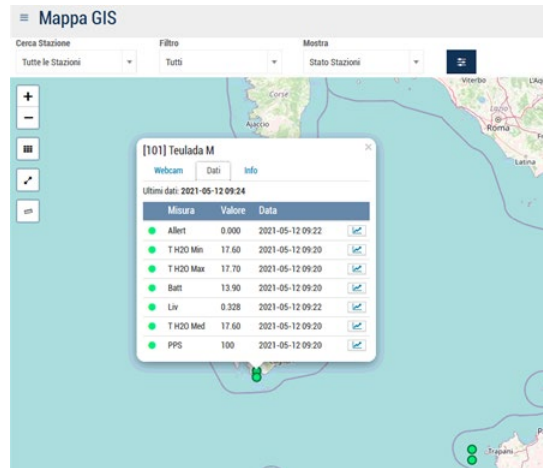 Mappa GIS
Cerca Stazione Filtro Mostra
Tutte le Stazioni Tutti Stato Stazioni
Corse
Ajaccio
Viterbo
Lazio
Roma
Latina
[101] Teulada M ×
Webcam Dati Info
Ultimi dati: 2021-05-12 09:24
Misura Valore Data
Allert 0.000 2021-05-12 09:22
T H2O Min 17.60 2021-05-12 09:20
T H2O Max 17.70 2021-05-12 09:20
Batt 13.90 2021-05-12 09:20
Liv 0.328 2021-05-12 09:22
T H2O Med 17.60 2021-05-12 09:20
PPS 100 2021-05-12 09:20
Trapani